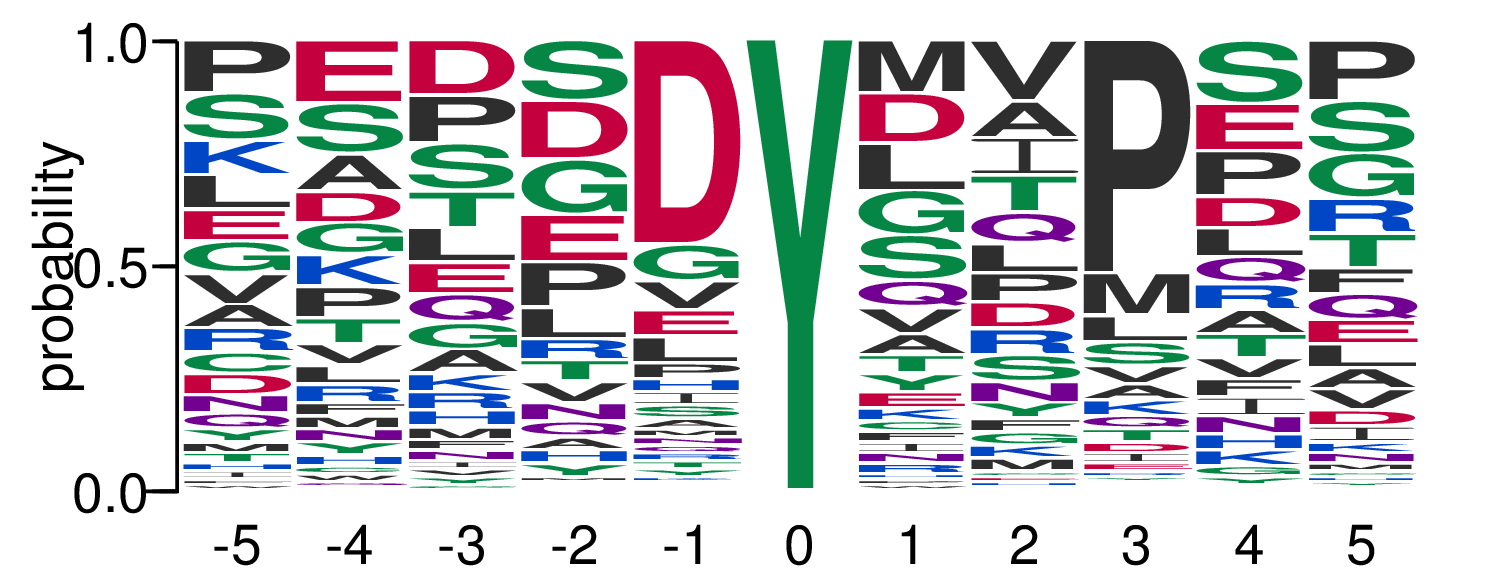 probability
1.0
0.5
0.0
P S K L E G V A R C D N Q Y M T H I
E S A D G K P T V L R F M N Y H C W
D P S T L E Q G A K R H M F N I V Y
S D G E P L R T V N Q A H Y M
D G V E L P H I S A M N
Y
M D L G S Q V A T Y E K C F I N H R W
V A I T Q L P D R S N Y F G K M
P M L S V A K Q T D I E
S E P D L Q R A T V F I N H K
P S G R T F Q E L A V D I K N M H
-5 -4 -3 -2 -1 0 1 2 3 4 5